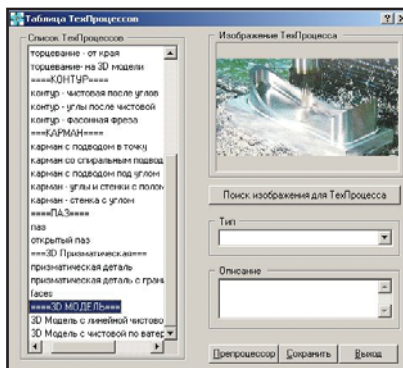 Таблица ТехПроцессов
Список ТехПроцессов
торцевание - от края
торцевание- на 3D модели
====КОНТУР====
контур - чистовая после углов
контур - углы после чистовой
контур - фасонная фреза
===КАРМАН====
карман с подводом в точку
карман со спиральным подвод
карман с подводом под углом
карман - углы и стенки с полом
карман - стенка с углом
====ПАЗ====
паз
открытый паз
===3D Призматическая===
призматическая деталь
призматическая деталь с грани
faces
====3D МОДЕЛЬ===
3D Модель с линейной чистово
3D Модель с чистовой по ватер
Изображение ТехПроцесса
Поиск изображения для ТехПроцесса
Тип
Описание
Препроцессор
Сохранить
Выход